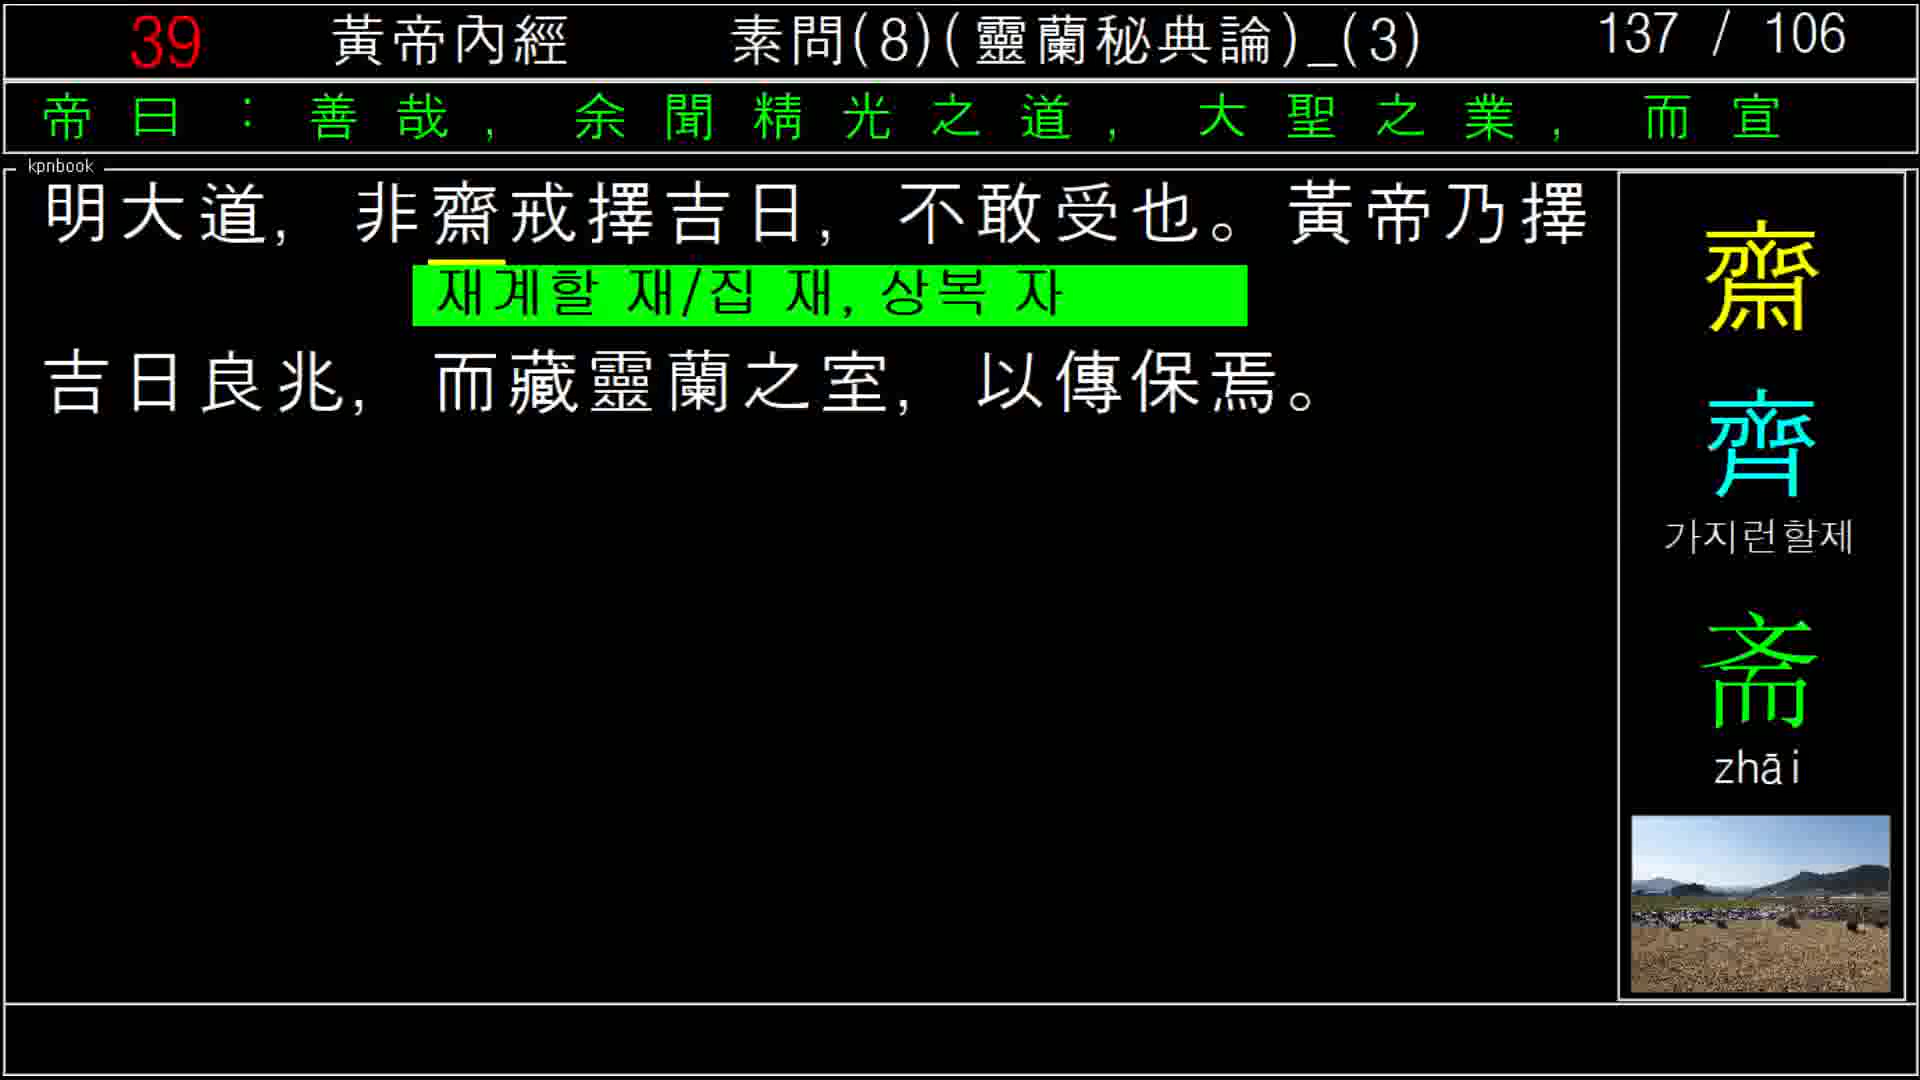 39 黃帝內經 素問(8)(靈蘭秘典論)_(3) 137 / 106
帝曰：善哉, 余聞精光之道, 大聖之業, 而宣
kpnbook
明大道, 非齋戒擇吉日, 不敢受也。黃帝乃擇
재계할 재/집 재, 상복 자
吉日良兆, 而藏靈蘭之室, 以傳保焉。
齋
齊
가지런할제
斋
zhāi